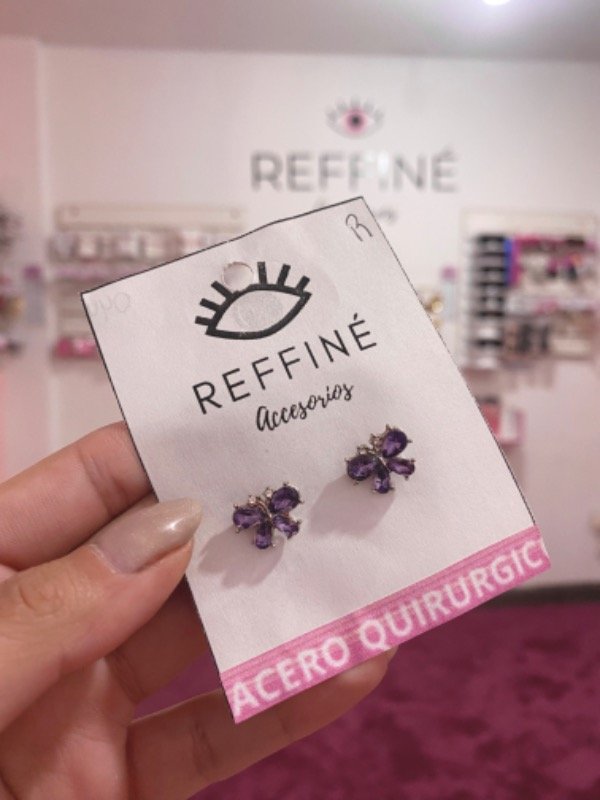 REFFINÉ
R
REFFINÉ
Accesorios
ACERO QUIRURGIC